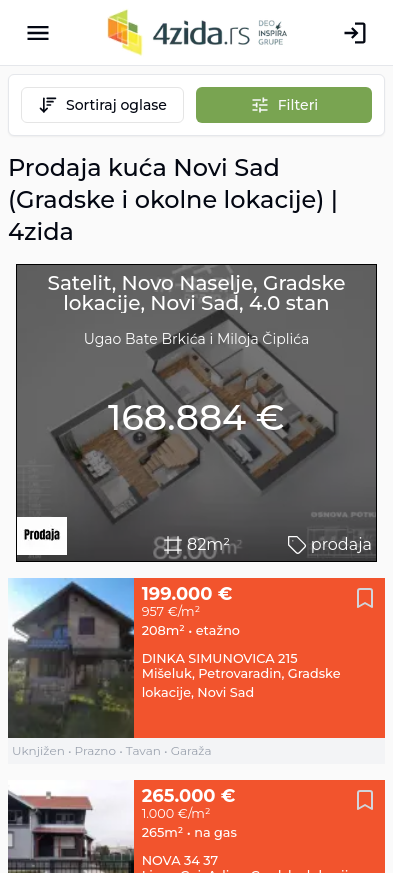 4zida.rs
DEO
INSPIRA
GRUPE
Sortiraj oglase
Filteri
Prodaja kuća Novi Sad
(Gradske i okolne lokacije) |
4zida
Satelit, Novo Naselje, Gradske
lokacije, Novi Sad, 4.0 stan
Ugao Bate Brkića i Miloja Čiplića
168.884 €
OSNOVA
Prodaja
82m²
prodaja
199.000 €
957 €/m²
208m² • etažno
DINKA SIMUNOVICA 215
Mišeluk, Petrovaradin, Gradske
lokacije, Novi Sad
Uknjižen • Prazno • Tavan • Garaža
265.000 €
1.000 €/m²
265m² • na gas
NOVA 34 37